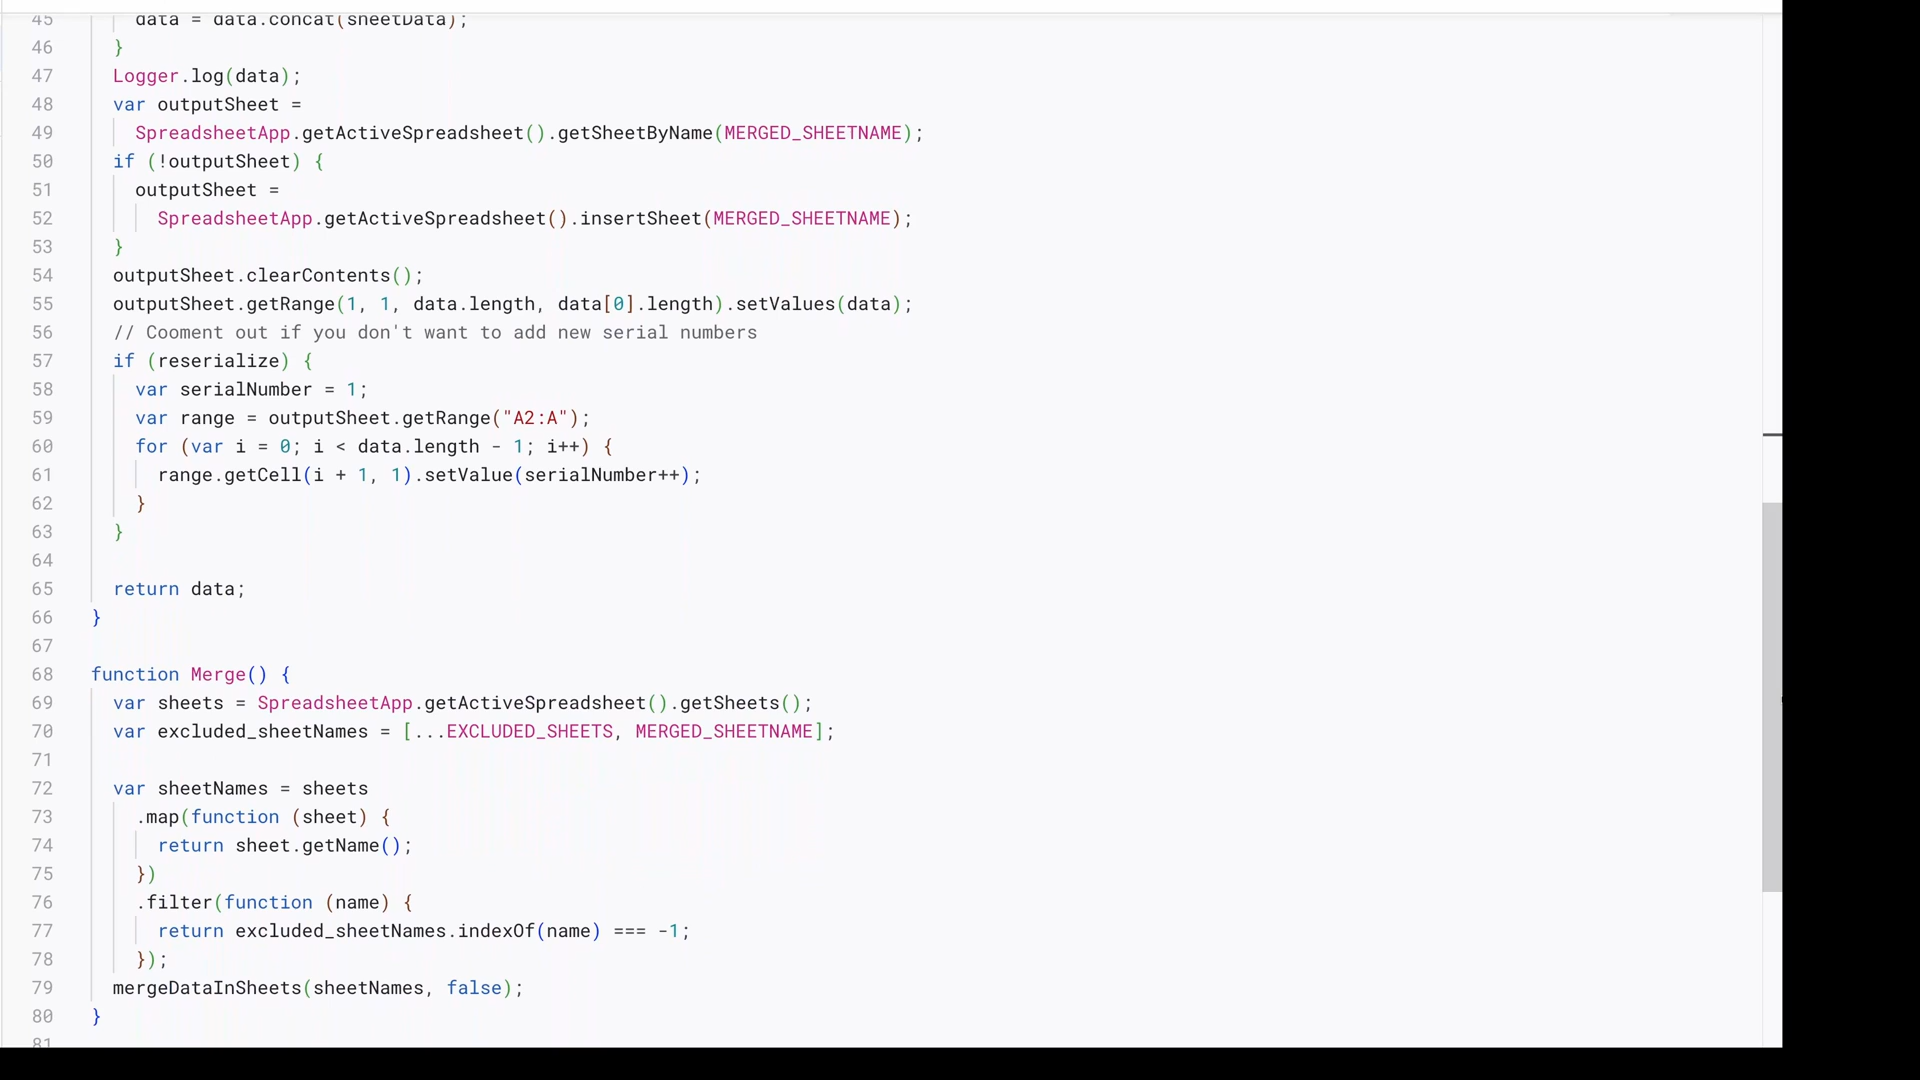 45 data = data.concat(sheetData);
46 }
47 Logger.log(data);
48 var outputSheet =
49 SpreadsheetApp.getActiveSpreadsheet().getSheetByName(MERGED_SHEETNAME);
50 if (!outputSheet) {
51 outputSheet =
52 SpreadsheetApp.getActiveSpreadsheet().insertSheet(MERGED_SHEETNAME);
53 }
54 outputSheet.clearContents();
55 outputSheet.getRange(1, 1, data.length, data[0].length).setValues(data);
56 // Cooment out if you don't want to add new serial numbers
57 if (reserialize) {
58 var serialNumber = 1;
59 var range = outputSheet.getRange("A2:A");
60 for (var i = 0; i < data.length - 1; i++) {
61 range.getCell(i + 1, 1).setValue(serialNumber++);
62 }
63 }
64
65 return data;
66 }
67
68 function Merge() {
69 var sheets = SpreadsheetApp.getActiveSpreadsheet().getSheets();
70 var excluded_sheetNames = [...EXCLUDED_SHEETS, MERGED_SHEETNAME];
71
72 var sheetNames = sheets
73 .map(function (sheet) {
74 return sheet.getName();
75 })
76 .filter(function (name) {
77 return excluded_sheetNames.indexOf(name) === -1;
78 });
79 mergeDataInSheets(sheetNames, false);
80 }
81